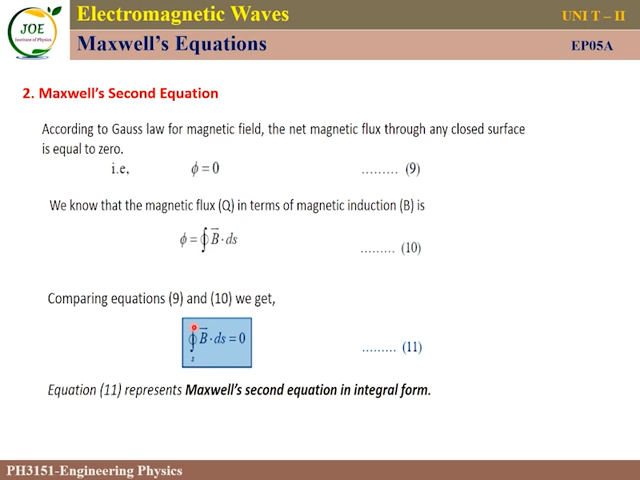 JOE
Institute of Physics
Electromagnetic Waves
UNI T – II
Maxwell's Equations
EP05A
2. Maxwell's Second Equation
According to Gauss law for magnetic field, the net magnetic flux through any closed surface
is equal to zero.
i.e, ϕ = 0 ......... (9)
We know that the magnetic flux (Q) in terms of magnetic induction (B) is
ϕ = ∮ B⃗ · ds ......... (10)
Comparing equations (9) and (10) we get,
∮ₛ B⃗ · ds = 0 ......... (11)
Equation (11) represents Maxwell's second equation in integral form.
PH3151-Engineering Physics